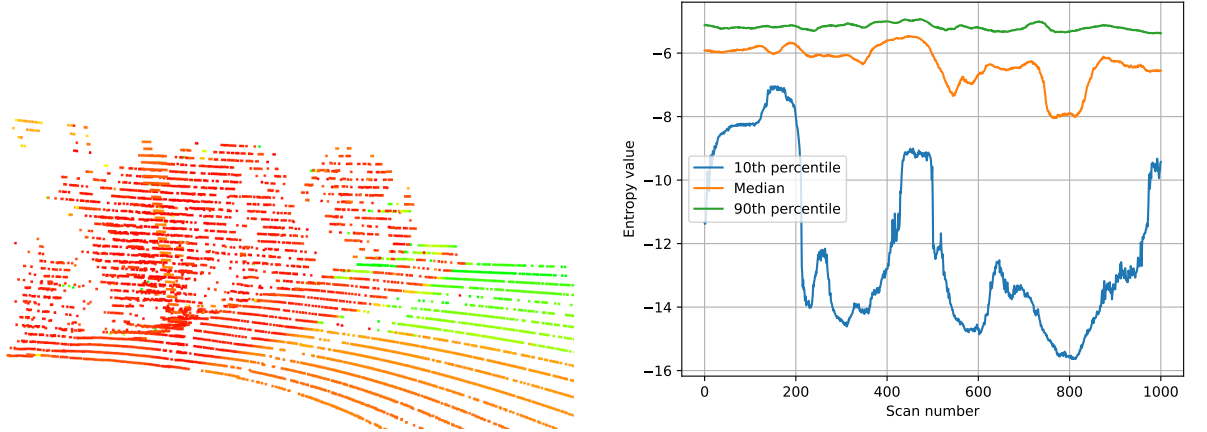 −6
−8
−10
−12
−14
−16
Entropy value
10th percentile
Median
90th percentile
0 200 400 600 800 1000
Scan number